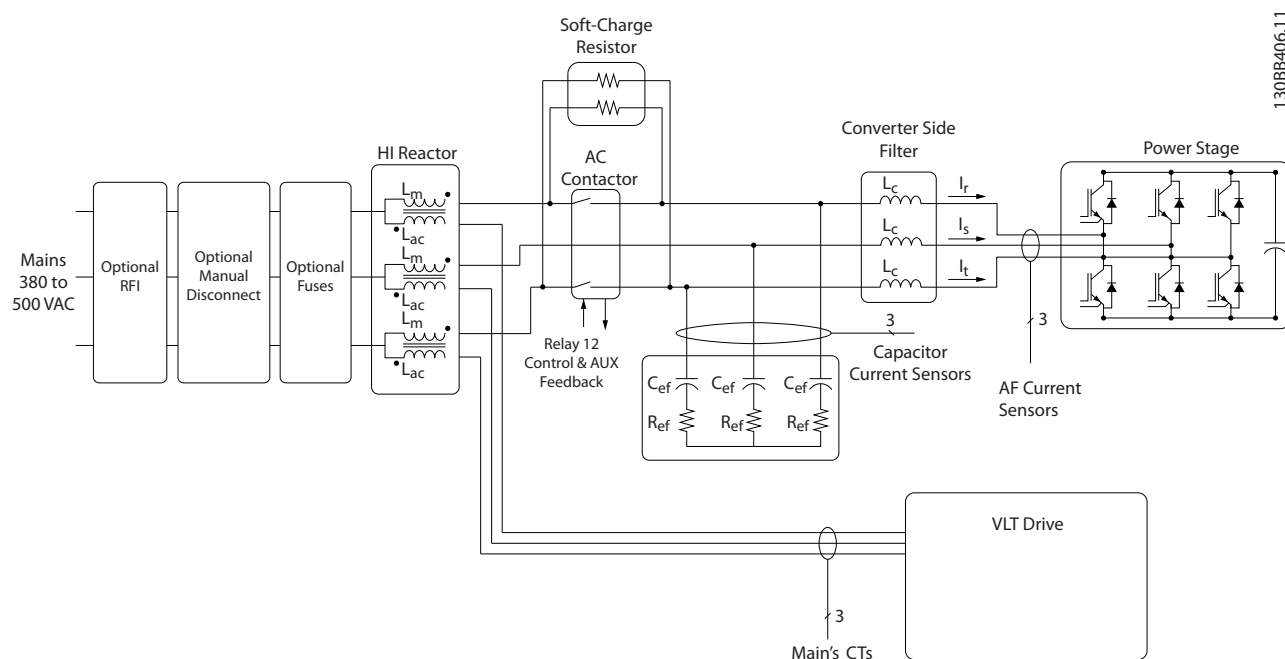 130BB406.11
Soft-Charge
Resistor
Converter Side
Filter
Power Stage
HI Reactor
AC
Contactor
Lm
Lac
Lm
Lac
Lm
Lac
Lc
Lc
Lc
Ir
Is
It
Mains
380 to
500 VAC
Optional
RFI
Optional
Manual
Disconnect
Optional
Fuses
Relay 12
Control & AUX
Feedback
3
Capacitor
Current Sensors
3
AF Current
Sensors
Cef
Cef
Cef
Ref
Ref
Ref
VLT Drive
3
Main's CTs